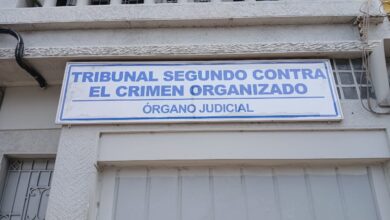 TRIBUNAL SEGUNDO CONTRA
EL CRIMEN ORGANIZADO
ÓRGANO JUDICIAL